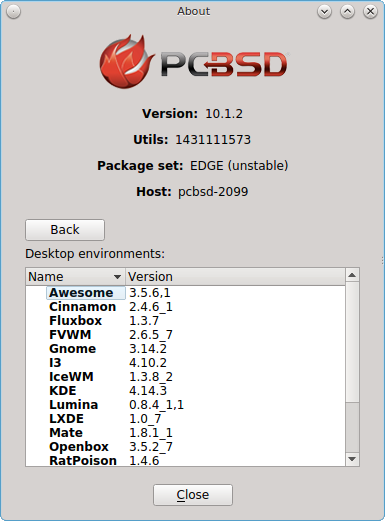 About
PCBSD
Version: 10.1.2
Utils: 1431111573
Package set: EDGE (unstable)
Host: pcbsd-2099
Back
Desktop environments:
Name Version
Awesome 3.5.6,1
Cinnamon 2.4.6_1
Fluxbox 1.3.7
FVWM 2.6.5_7
Gnome 3.14.2
I3 4.10.2
IceWM 1.3.8_2
KDE 4.14.3
Lumina 0.8.4_1,1
LXDE 1.0_7
Mate 1.8.1_1
Openbox 3.5.2_7
RatPoison 1.4.6
Close